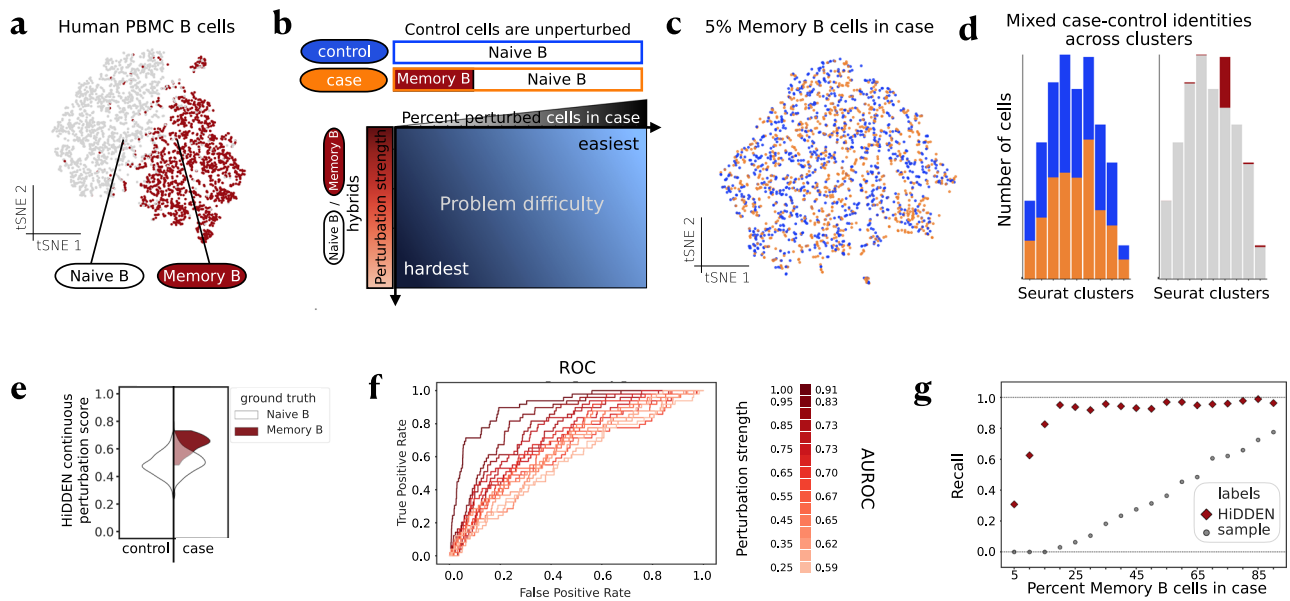 a
Human PBMC B cells
tSNE 2
tSNE 1
Naive B
Memory B
b
Control cells are unperturbed
control
Naive B
case
Memory B
Naive B
Percent perturbed cells in case
Naive B / Memory B
hybrids
Perturbation strength
easiest
Problem difficulty
hardest
c
5% Memory B cells in case
tSNE 2
tSNE 1
d
Mixed case-control identities
across clusters
Number of cells
Seurat clusters
Seurat clusters
e
HiDDEN continuous
perturbation score
1.0
0.8
0.6
0.4
0.2
0.0
control
case
ground truth
Naive B
Memory B
f
ROC
True Positive Rate
1.0
0.8
0.6
0.4
0.2
0.0
0.0
0.2
0.4
0.6
0.8
1.0
False Positive Rate
Perturbation strength
1.00 0.91
0.95 0.83
0.85 0.73
0.75 0.73
0.65 0.70
0.55 0.67
0.45 0.65
0.35 0.62
0.25 0.59
AUROC
g
Recall
1.0
0.8
0.6
0.4
0.2
0.0
5
25
45
65
85
Percent Memory B cells in case
labels
HiDDEN
sample